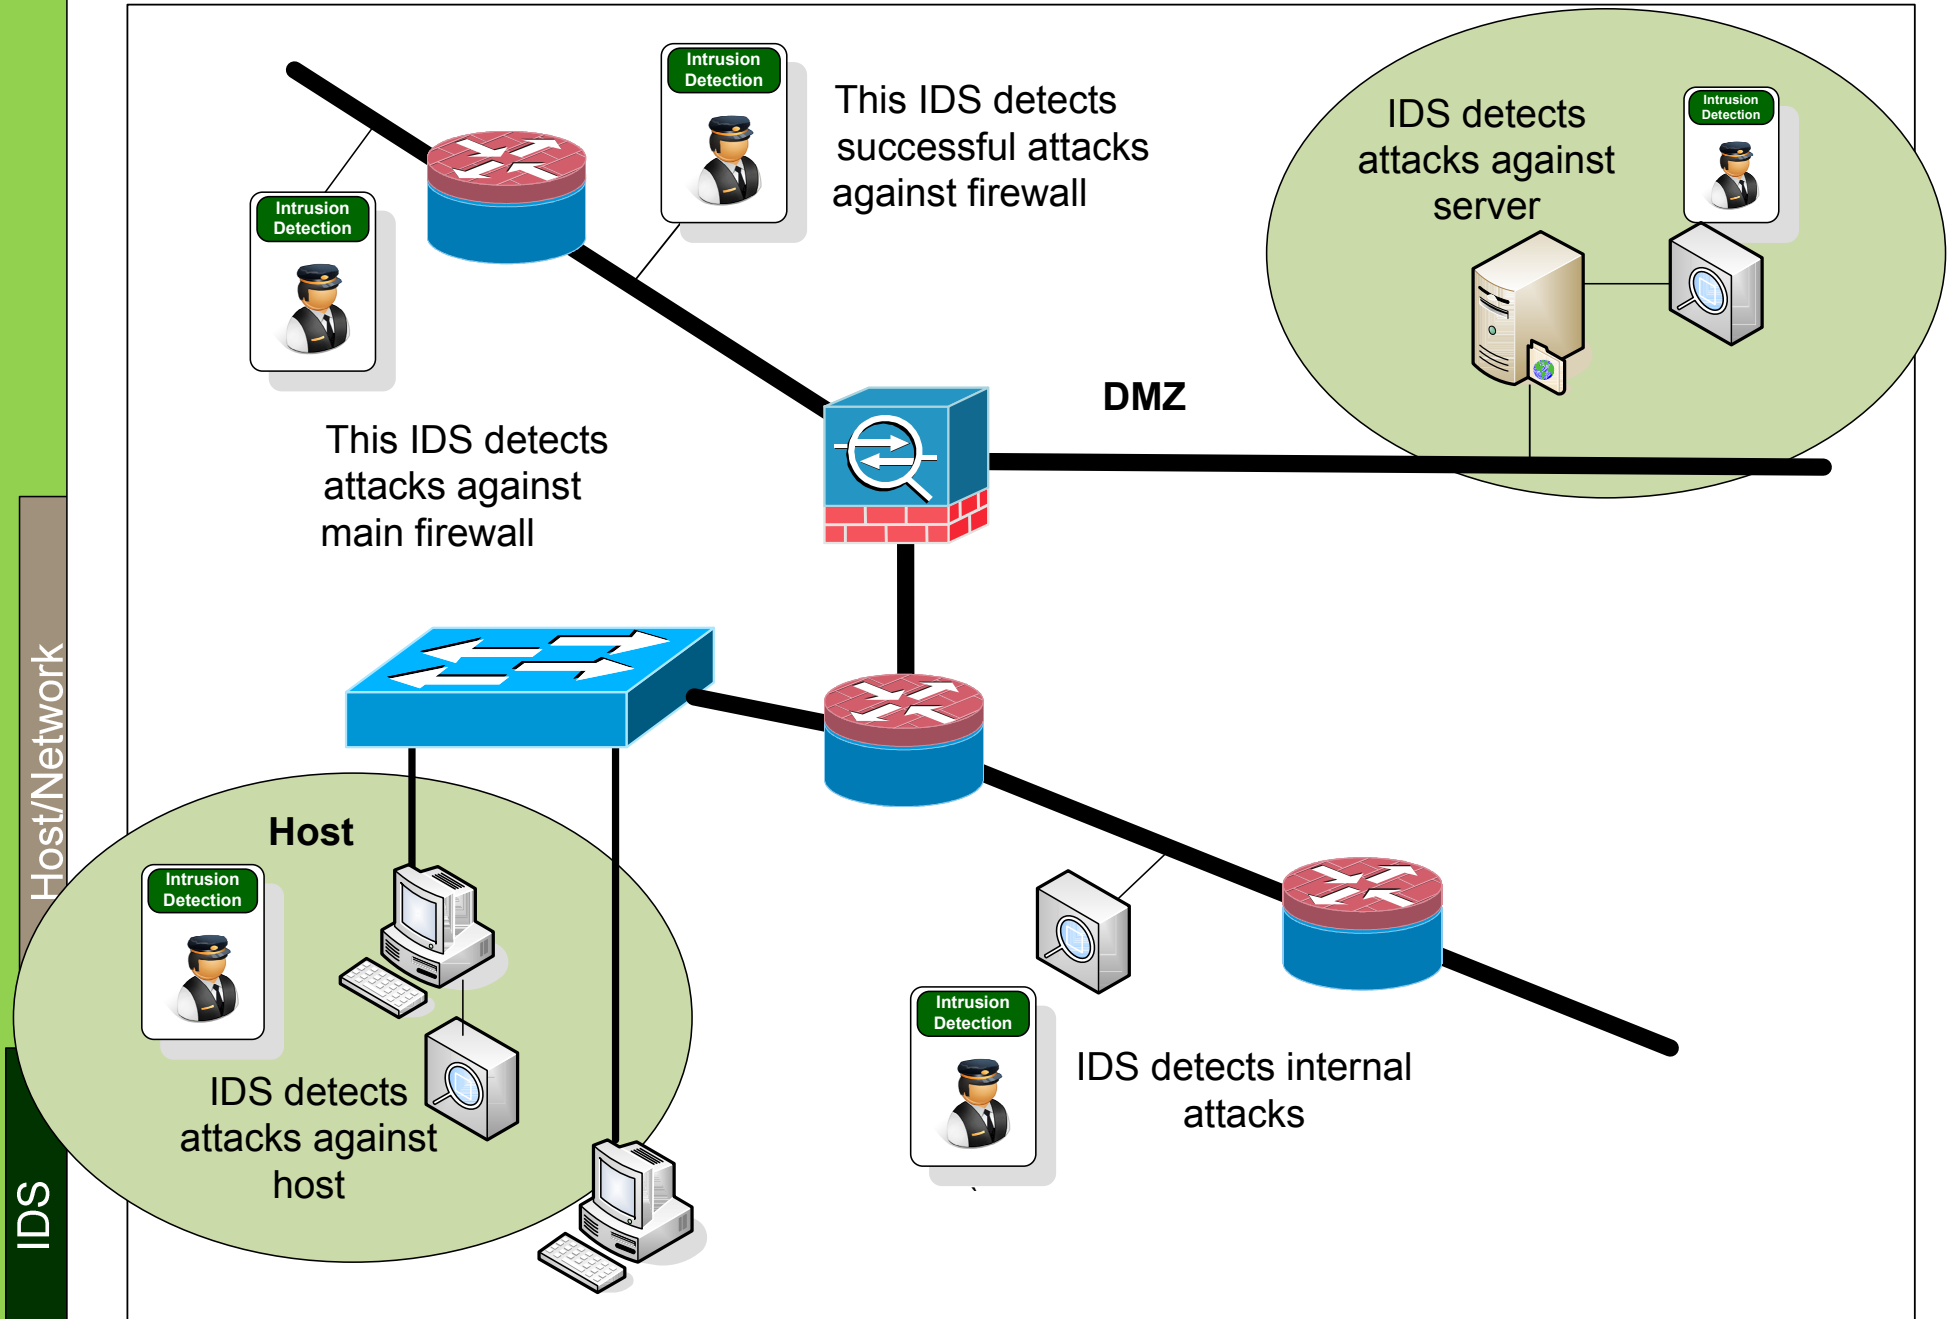 Intrusion
Detection
This IDS detects
successful attacks
against firewall
Intrusion
Detection
IDS detects
attacks against
server
Intrusion
Detection
This IDS detects
attacks against
main firewall
DMZ
Host/Network
Host
Intrusion
Detection
IDS detects
attacks against
host
Intrusion
Detection
IDS detects internal
attacks
`
IDS